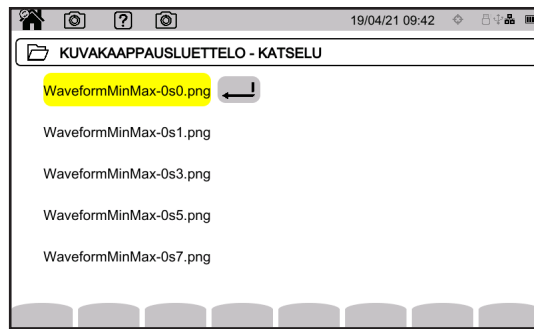 ? 19/04/21 09:42
KUVAKAAPPAUSLUETTELO - KATSELU
WaveformMinMax-0s0.png
WaveformMinMax-0s1.png
WaveformMinMax-0s3.png
WaveformMinMax-0s5.png
WaveformMinMax-0s7.png